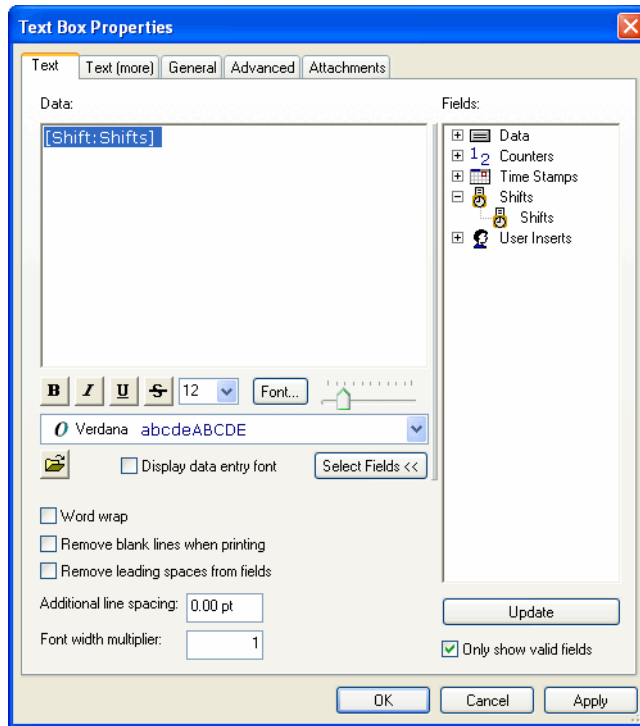 Text Box Properties
Text Text (more) General Advanced Attachments
Data:
[Shift:Shifts]
Fields:
Data
1 2 Counters
Time Stamps
Shifts
Shifts
User Inserts
B I U S 12 Font...
O Verdana abcdeABCDE
Display data entry font Select Fields <<
Word wrap
Remove blank lines when printing
Remove leading spaces from fields
Additional line spacing: 0.00 pt
Font width multiplier: 1
Update
Only show valid fields
OK Cancel Apply